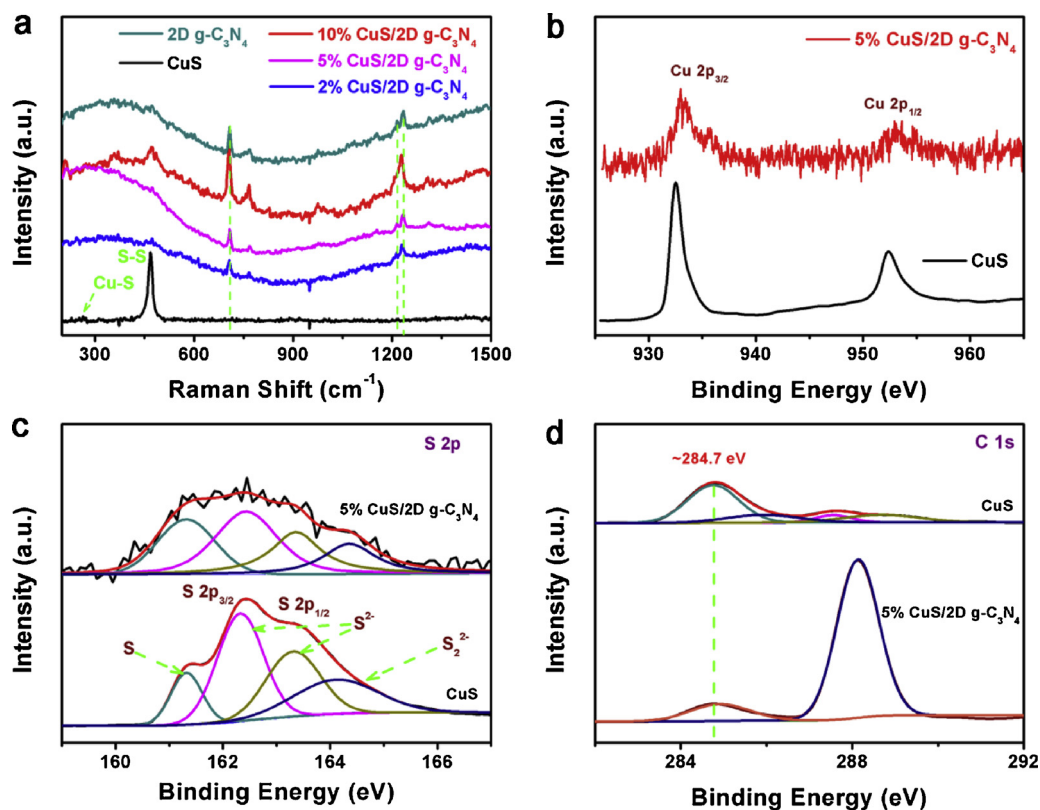 a
2D g-C₃N₄
10% CuS/2D g-C₃N₄
CuS
5% CuS/2D g-C₃N₄
2% CuS/2D g-C₃N₄
S-S
Cu-S
Intensity (a.u.)
300 600 900 1200 1500
Raman Shift (cm⁻¹)
b
5% CuS/2D g-C₃N₄
Cu 2p₃/₂
Cu 2p₁/₂
CuS
Intensity (a.u.)
930 940 950 960
Binding Energy (eV)
c
S 2p
5% CuS/2D g-C₃N₄
S 2p₃/₂
S 2p₁/₂
S²⁻
S
S₂²⁻
CuS
Intensity (a.u.)
160 162 164 166
Binding Energy (eV)
d
C 1s
~284.7 eV
CuS
5% CuS/2D g-C₃N₄
Intensity (a.u.)
284 288 292
Binding Energy (eV)